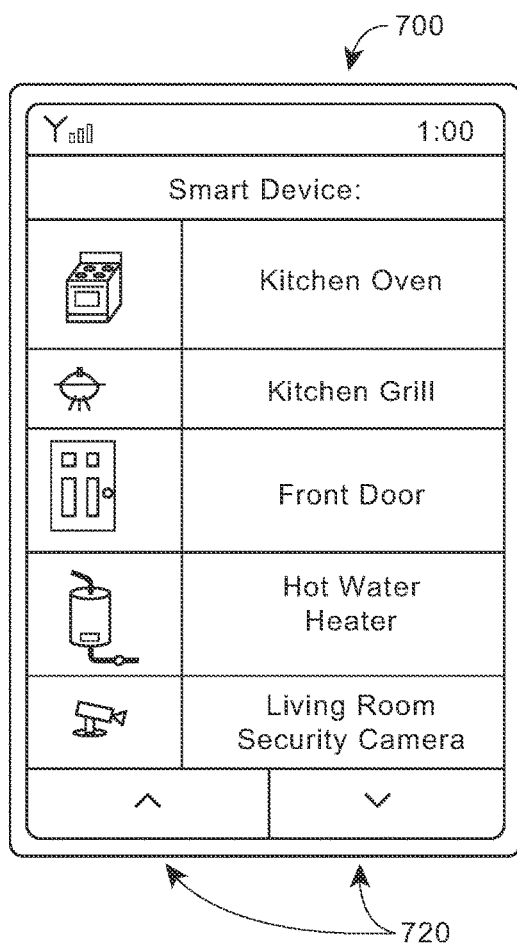 700
1:00
Smart Device:
Kitchen Oven
Kitchen Grill
Front Door
Hot Water
Heater
Living Room
Security Camera
720